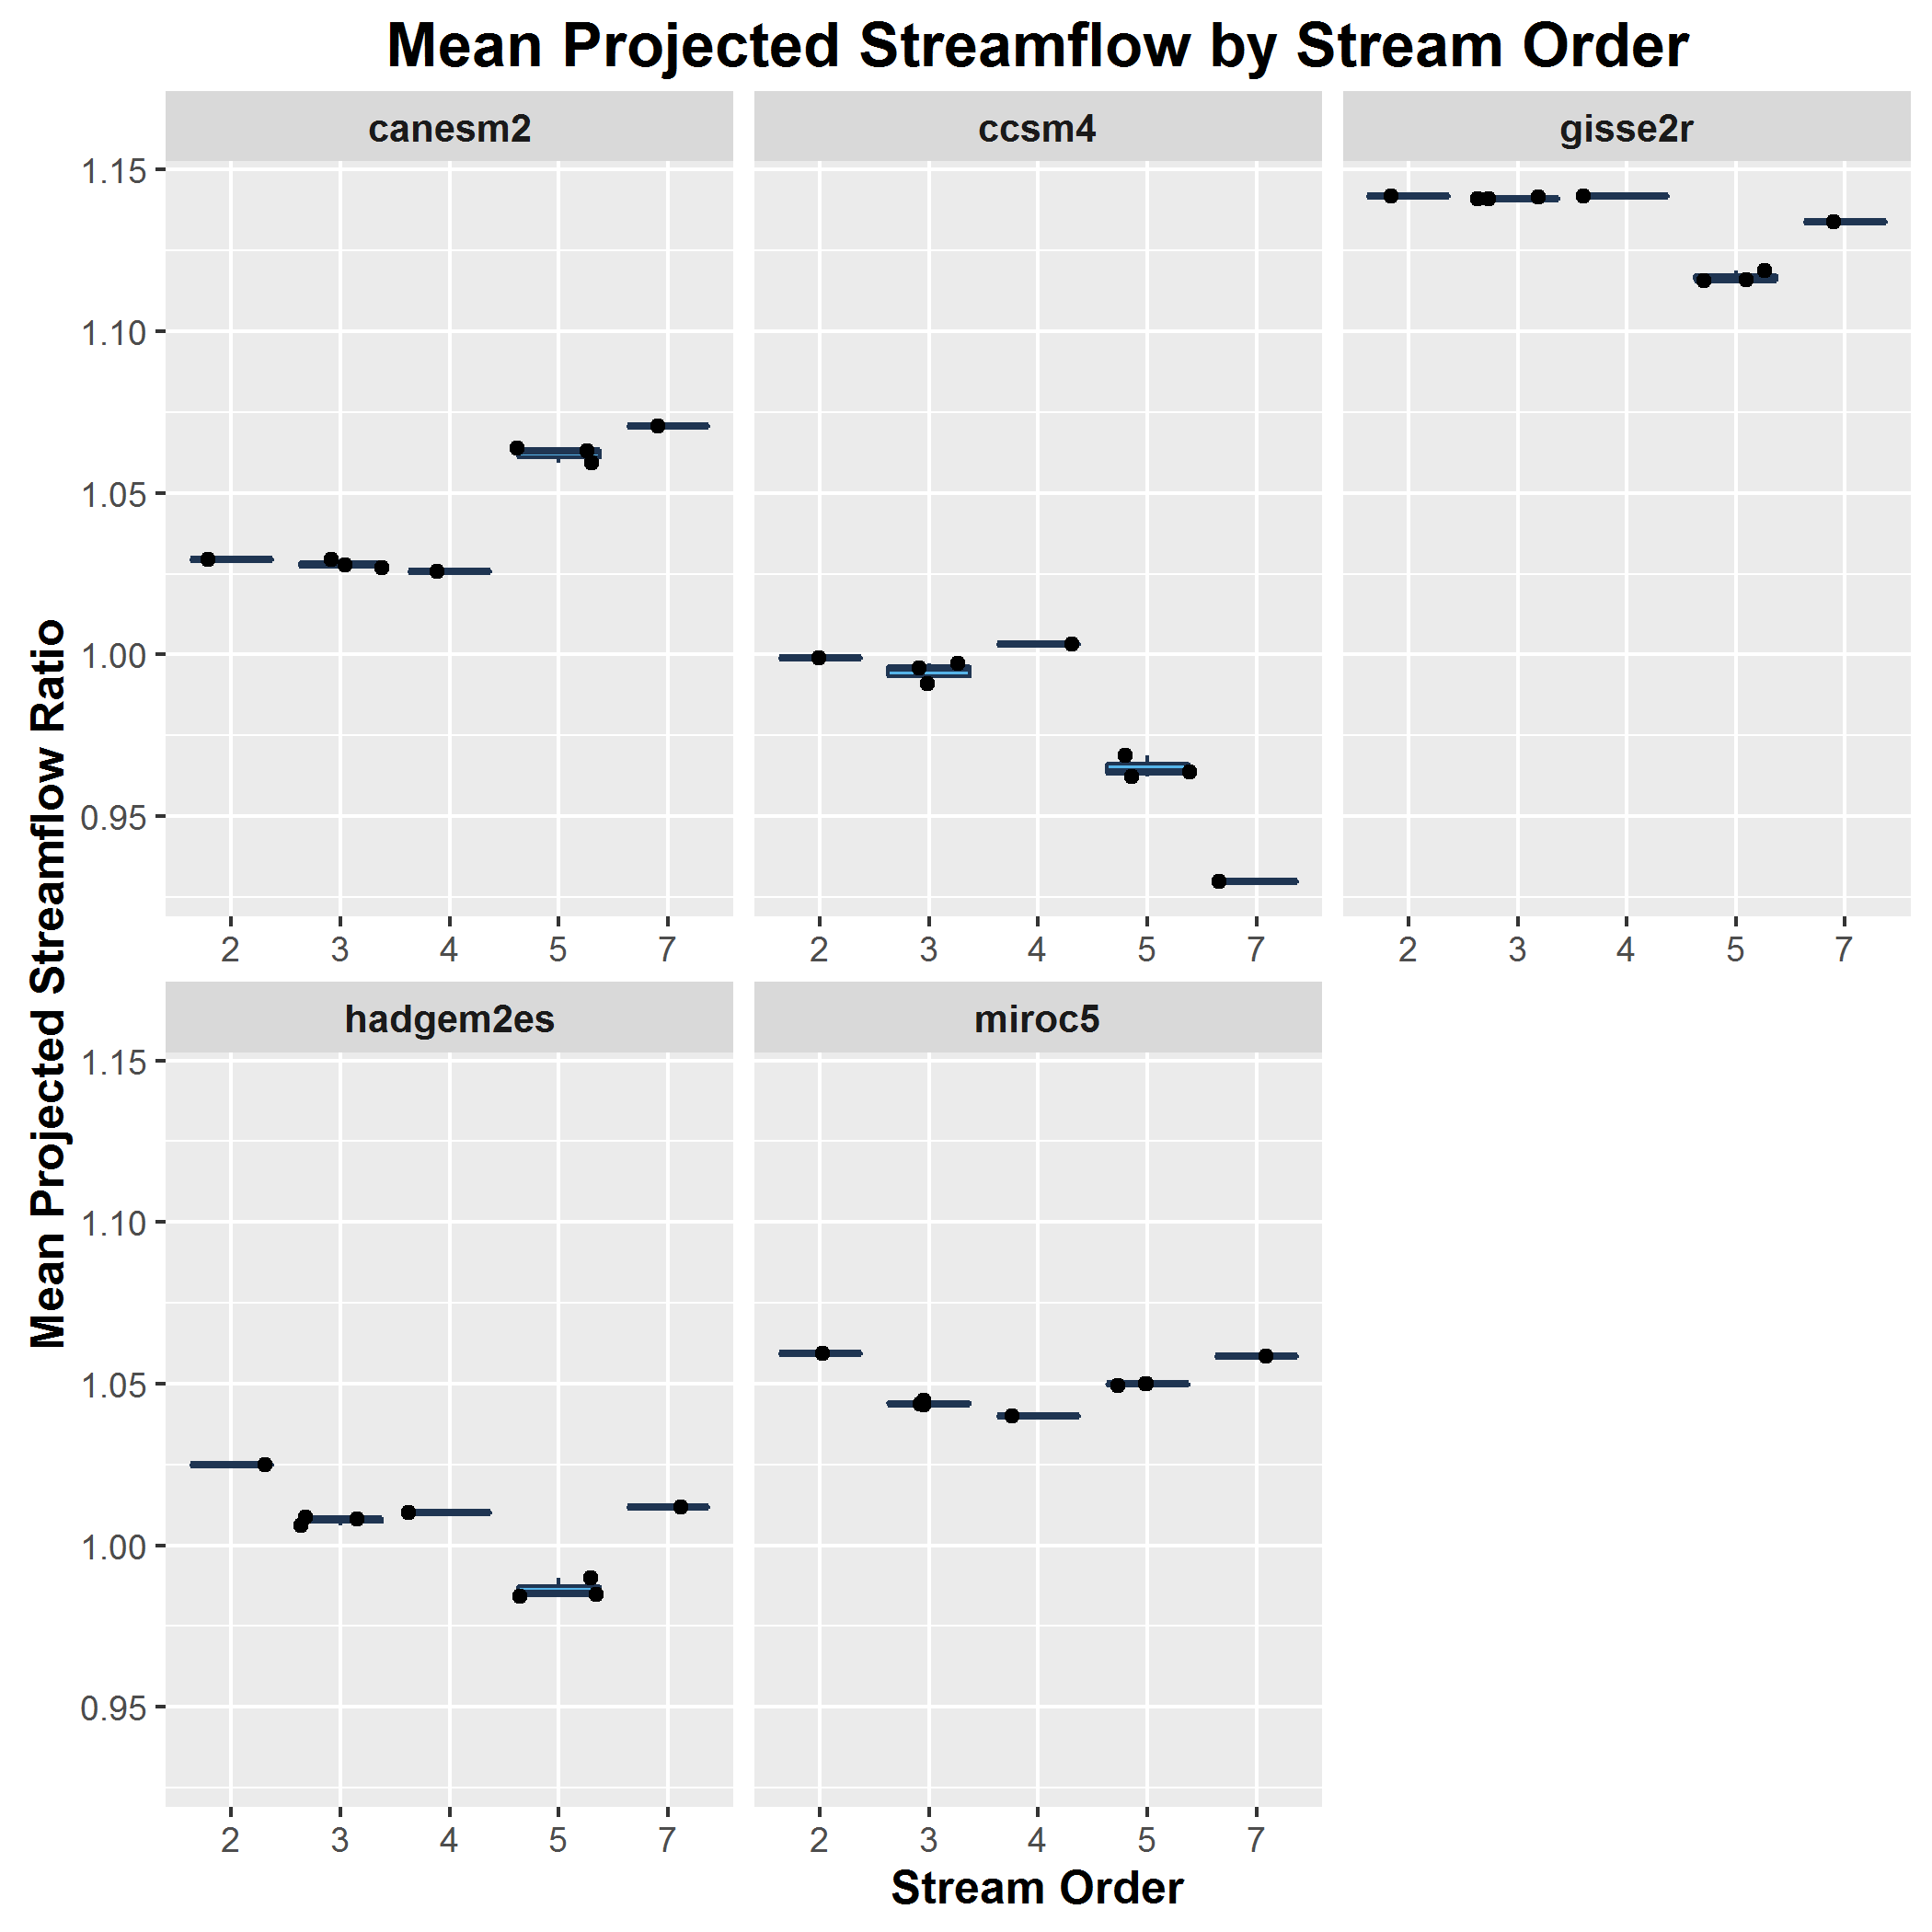 Mean Projected Streamflow by Stream Order
canesm2
ccsm4
gisse2r
1.15
1.10
1.05
1.00
0.95
2 3 4 5 7
2 3 4 5 7
2 3 4 5 7
hadgem2es
miroc5
1.15
1.10
1.05
1.00
0.95
2 3 4 5 7
2 3 4 5 7
Mean Projected Streamflow Ratio
Stream Order